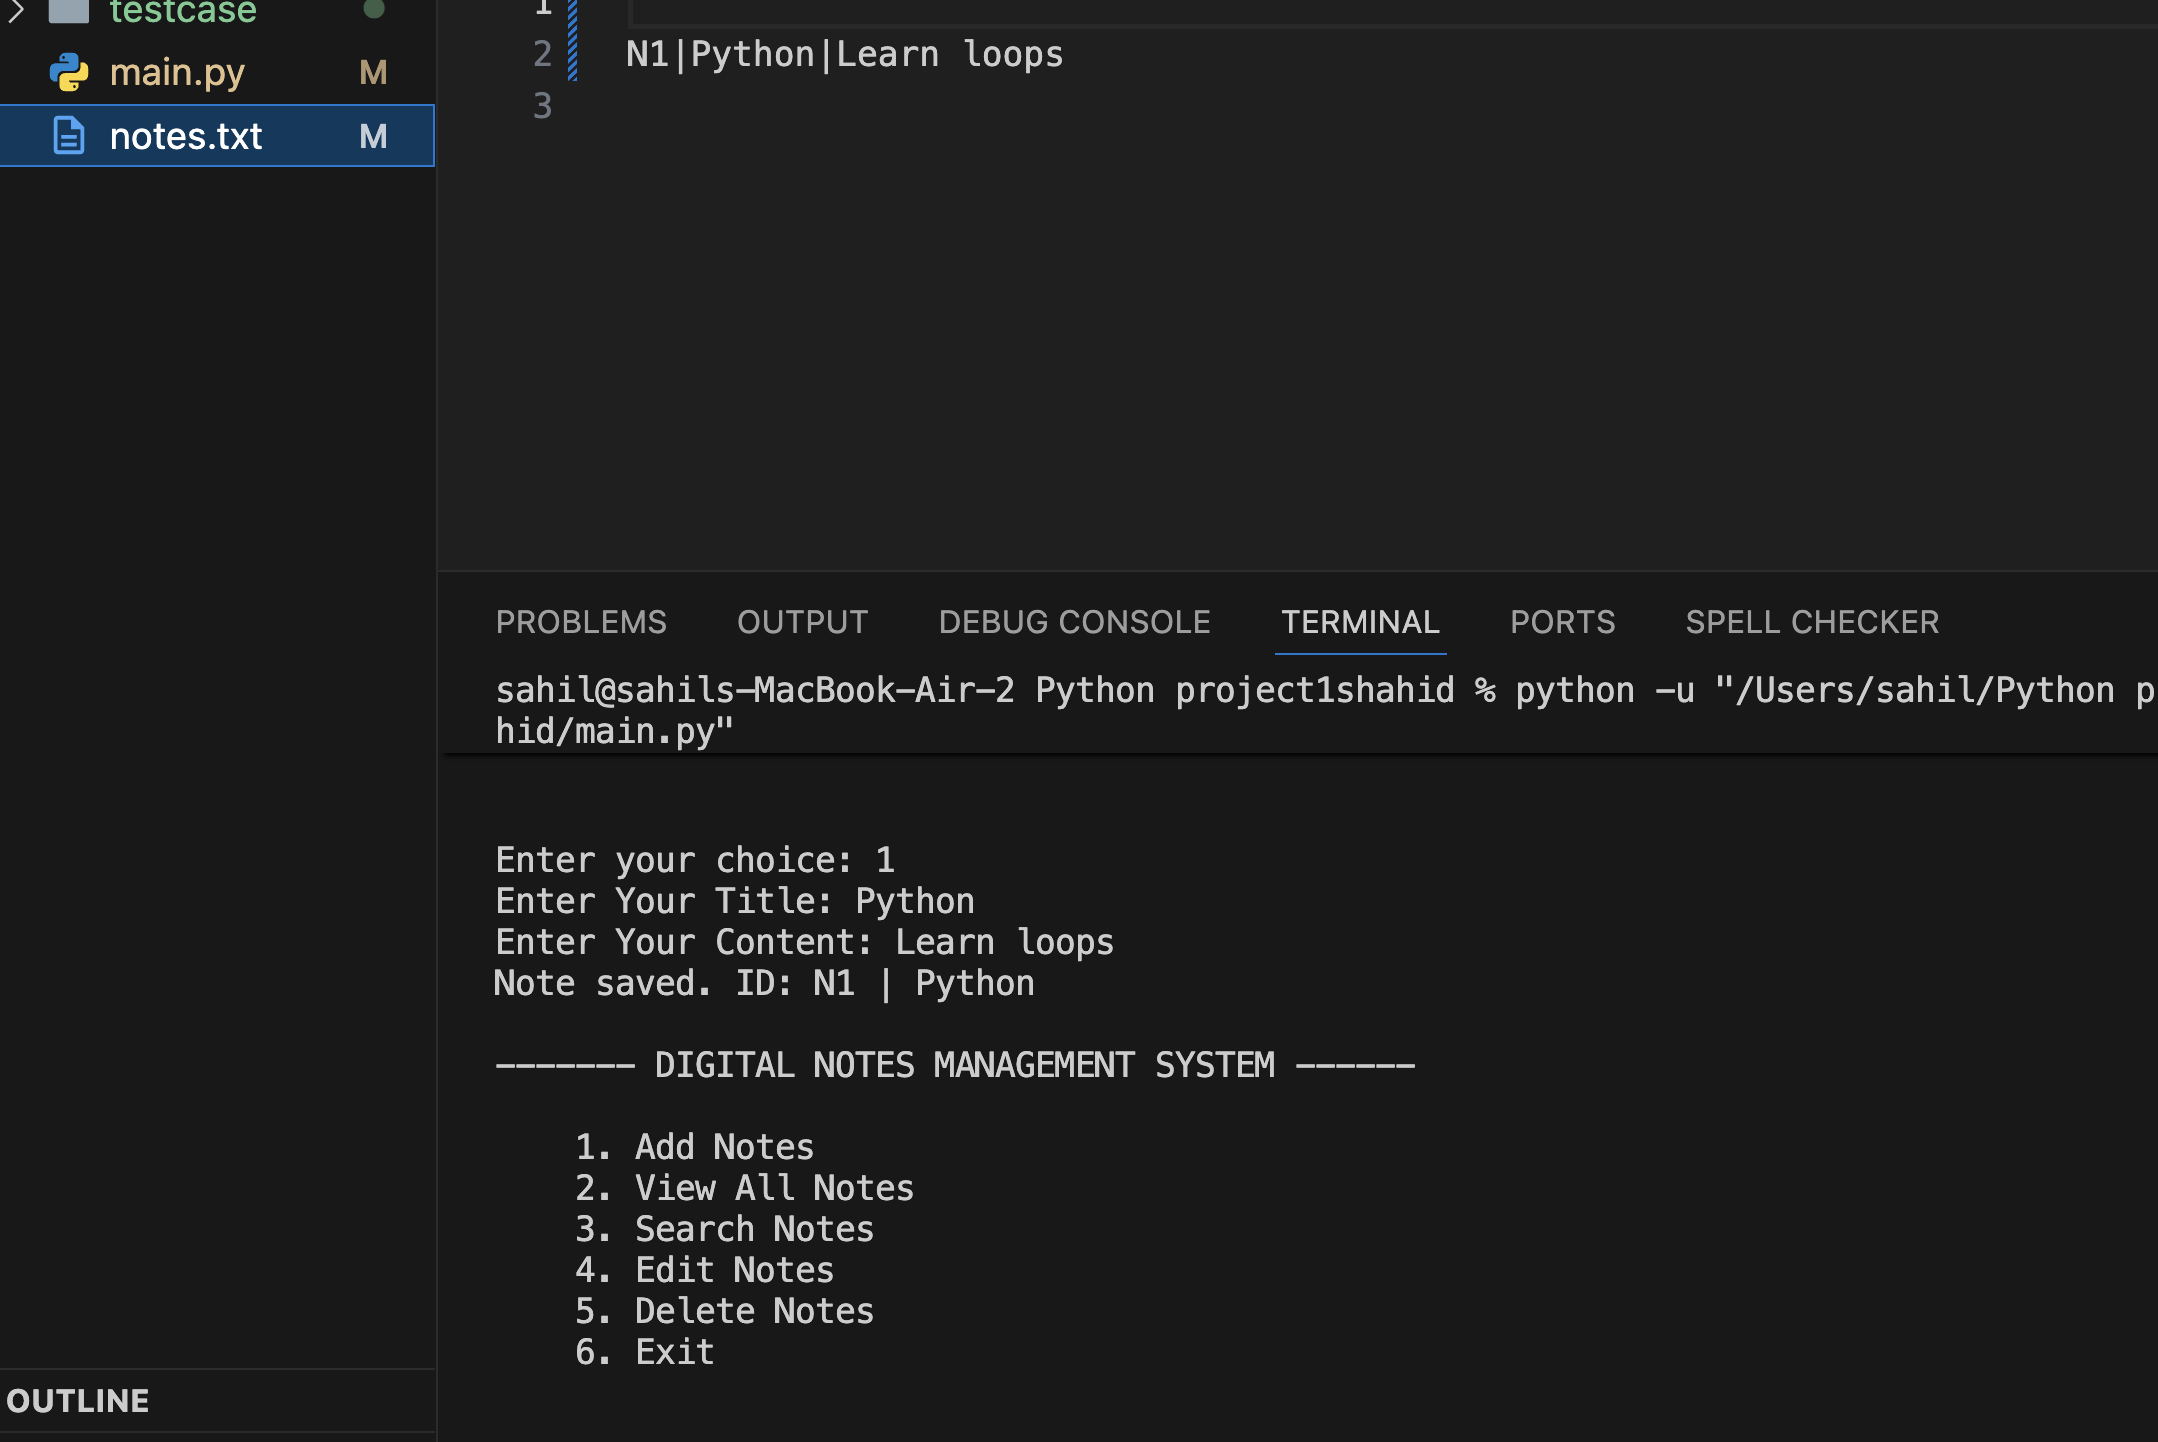 testcase
main.py M
notes.txt M
OUTLINE
1
2 N1|Python|Learn loops
3
PROBLEMS OUTPUT DEBUG CONSOLE TERMINAL PORTS SPELL CHECKER
sahil@sahils-MacBook-Air-2 Python project1shahid % python -u "/Users/sahil/Python p
hid/main.py"
Enter your choice: 1
Enter Your Title: Python
Enter Your Content: Learn loops
Note saved. ID: N1 | Python
------- DIGITAL NOTES MANAGEMENT SYSTEM ------
1. Add Notes
2. View All Notes
3. Search Notes
4. Edit Notes
5. Delete Notes
6. Exit